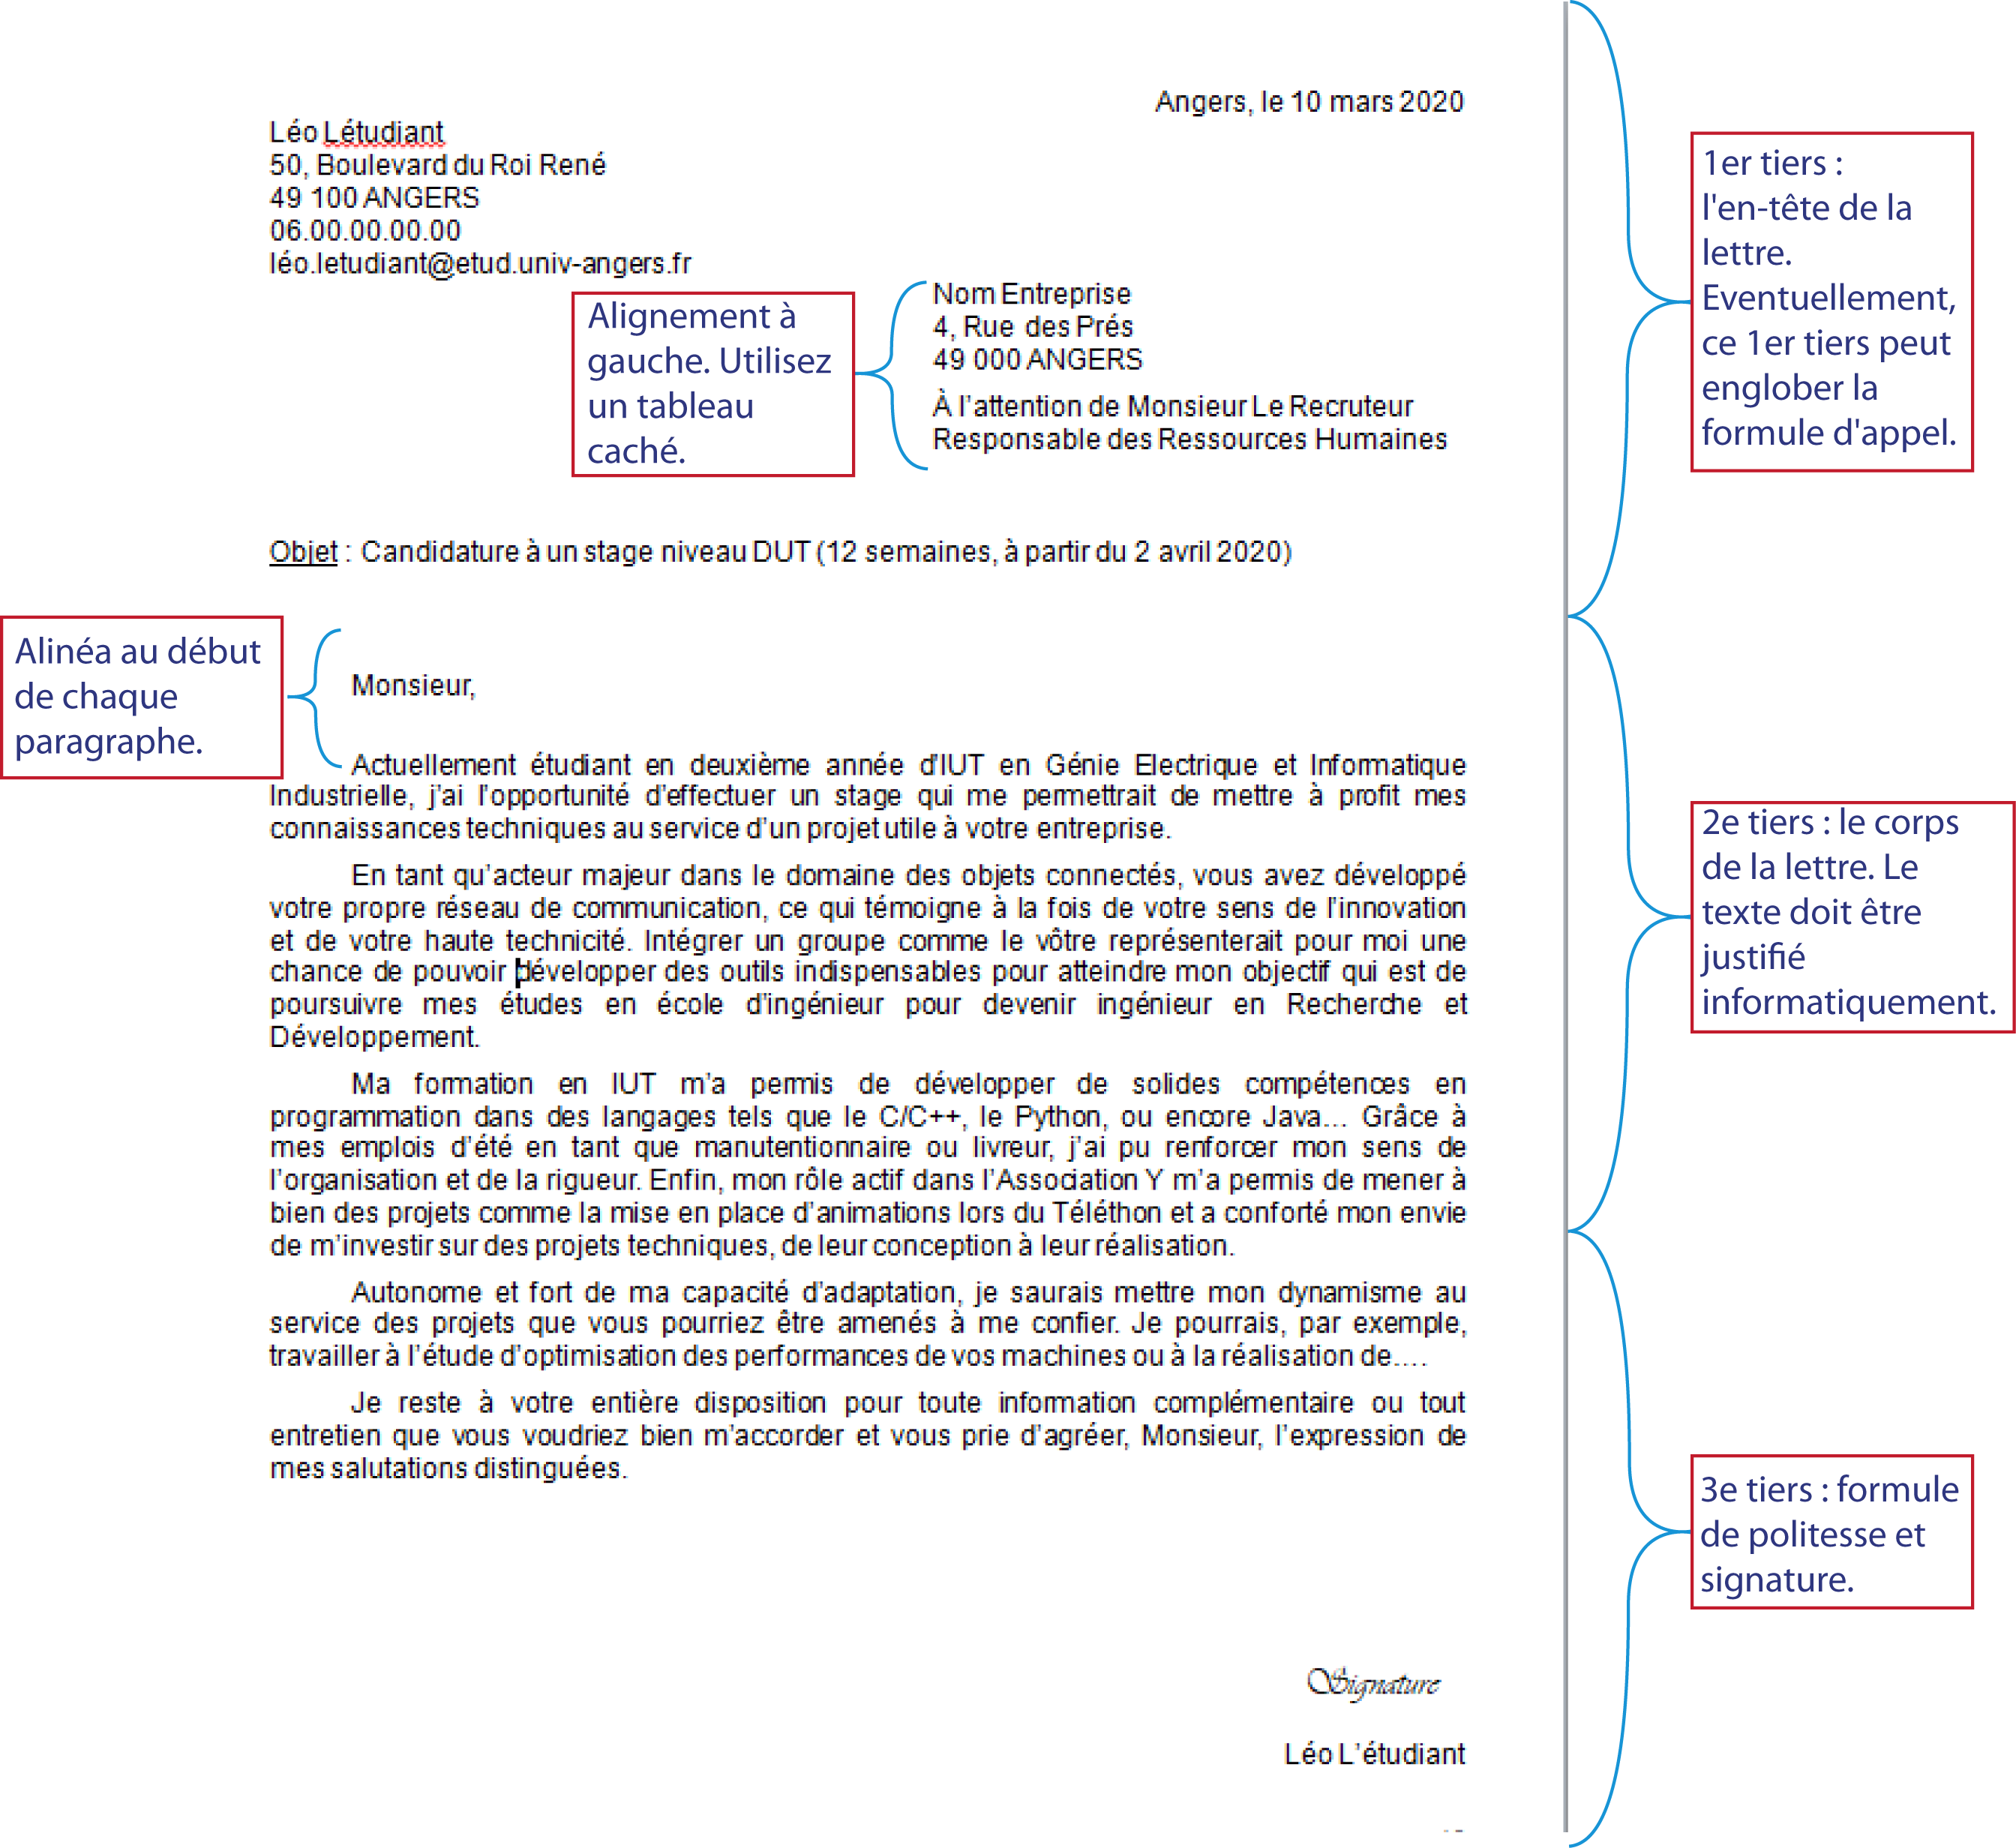 Angers, le 10 mars 2020
Léo Létudiant
50, Boulevard du Roi René
49 100 ANGERS
06.00.00.00.00
léo.letudiant@etud.univ-angers.fr
Nom Entreprise
4, Rue des Prés
49 000 ANGERS
À l'attention de Monsieur Le Recruteur
Responsable des Ressources Humaines
Alignement à
gauche. Utilisez
un tableau
caché.
1er tiers :
l'en-tête de la
lettre.
Eventuellement,
ce 1er tiers peut
englober la
formule d'appel.
Objet : Candidature à un stage niveau DUT (12 semaines, à partir du 2 avril 2020)
Alinéa au début
de chaque
paragraphe.
Monsieur,
Actuellement étudiant en deuxième année d'IUT en Génie Electrique et Informatique
Industrielle, j'ai l'opportunité d'effectuer un stage qui me permettrait de mettre à profit mes
connaissances techniques au service d'un projet utile à votre entreprise.
En tant qu'acteur majeur dans le domaine des objets connectés, vous avez développé
votre propre réseau de communication, ce qui témoigne à la fois de votre sens de l'innovation
et de votre haute technicité. Intégrer un groupe comme le vôtre représenterait pour moi une
chance de pouvoir développer des outils indispensables pour atteindre mon objectif qui est de
poursuivre mes études en école d'ingénieur pour devenir ingénieur en Recherche et
Développement.
2e tiers : le corps
de la lettre. Le
texte doit être
justifié
informatiquement.
Ma formation en IUT m'a permis de développer de solides compétences en
programmation dans des langages tels que le C/C++, le Python, ou encore Java... Grâce à
mes emplois d'été en tant que manutentionnaire ou livreur, j'ai pu renforcer mon sens de
l'organisation et de la rigueur. Enfin, mon rôle actif dans l'Association Y m'a permis de mener à
bien des projets comme la mise en place d'animations lors du Téléthon et a conforté mon envie
de m'investir sur des projets techniques, de leur conception à leur réalisation.
Autonome et fort de ma capacité d'adaptation, je saurais mettre mon dynamisme au
service des projets que vous pourriez être amenés à me confier. Je pourrais, par exemple,
travailler à l'étude d'optimisation des performances de vos machines ou à la réalisation de....
Je reste à votre entière disposition pour toute information complémentaire ou tout
entretien que vous voudriez bien m'accorder et vous prie d'agréer, Monsieur, l'expression de
mes salutations distinguées.
3e tiers : formule
de politesse et
signature.
Signature
Léo L'étudiant